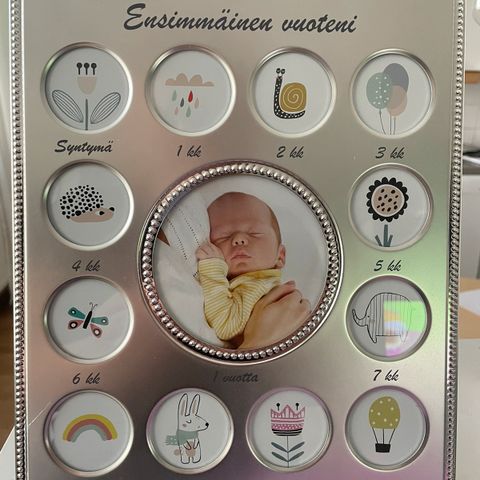 Ensimmäinen vuoteni
Syntymä 1 kk 2 kk 3 kk
4 kk 5 kk
6 kk 1 vuotta 7 kk